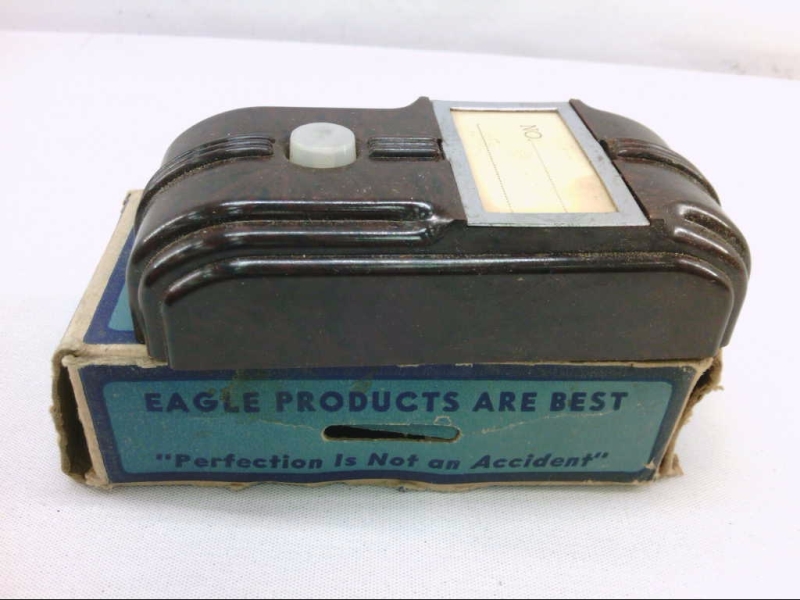 NO.
EAGLE PRODUCTS ARE BEST
"Perfection Is Not an Accident"